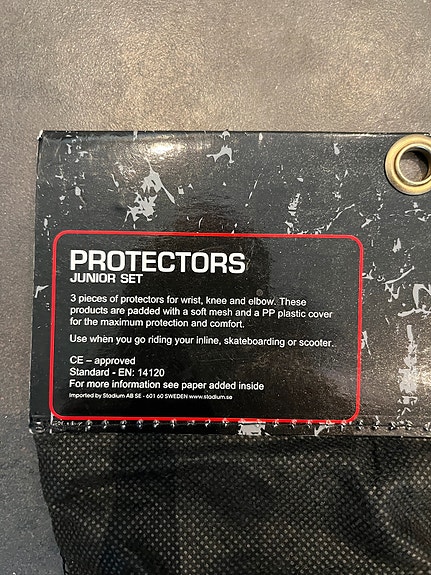 PROTECTORS
JUNIOR SET
3 pieces of protectors for wrist, knee and elbow. These
products are padded with a soft mesh and a PP plastic cover
for the maximum protection and comfort.
Use when you go riding your inline, skateboarding or scooter.
CE – approved
Standard - EN: 14120
For more information see paper added inside
Imported by Stadium AB SE - 601 60 SWEDEN www.stadium.se